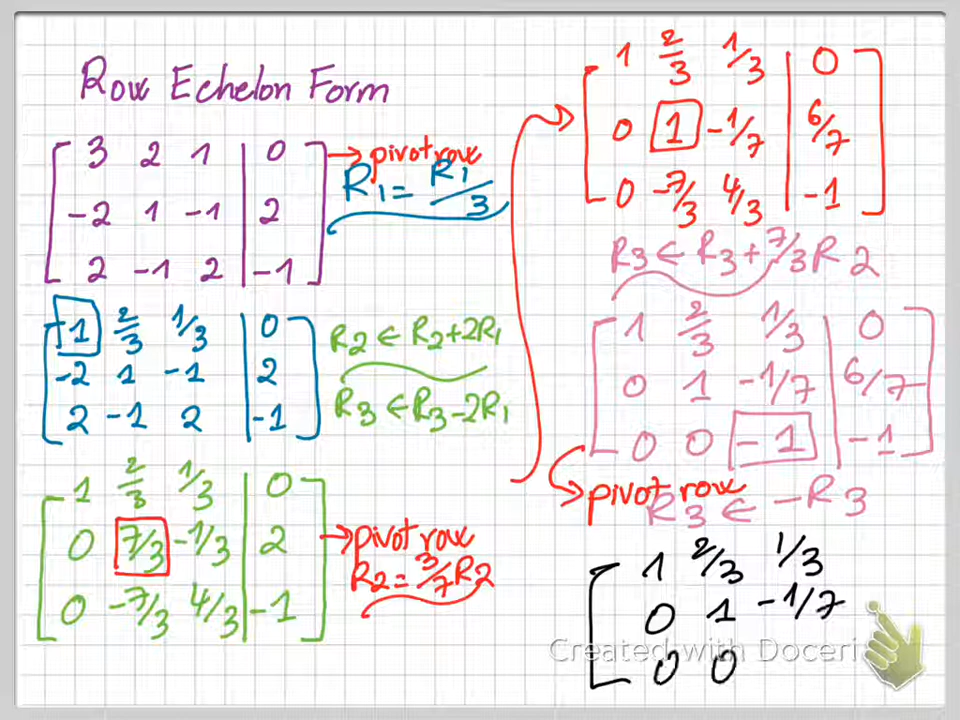 Row Echelon Form
3 2 1 | 0 → pivot row
-2 1 -1 | 2 R1 = R1/3
2 -1 2 | -1
1 2/3 1/3 | 0 R2 ← R2+2R1
-2 1 -1 | 2
2 -1 2 | -1 R3 ← R3-2R1
1 2/3 1/3 | 0
0 7/3 -1/3 | 2 → pivot row
R2 = 3/7 R2
0 -7/3 4/3 | -1
1 2/3 1/3 | 0
0 1 -1/7 | 6/7
0 -7/3 4/3 | -1
R3 ← R3 + 7/3 R2
1 2/3 1/3 | 0
0 1 -1/7 | 6/7
0 0 -1 | -1
pivot row
R3 ← -R3
1 2/3 1/3
0 1 -1/7
0 0
Created with Doceri